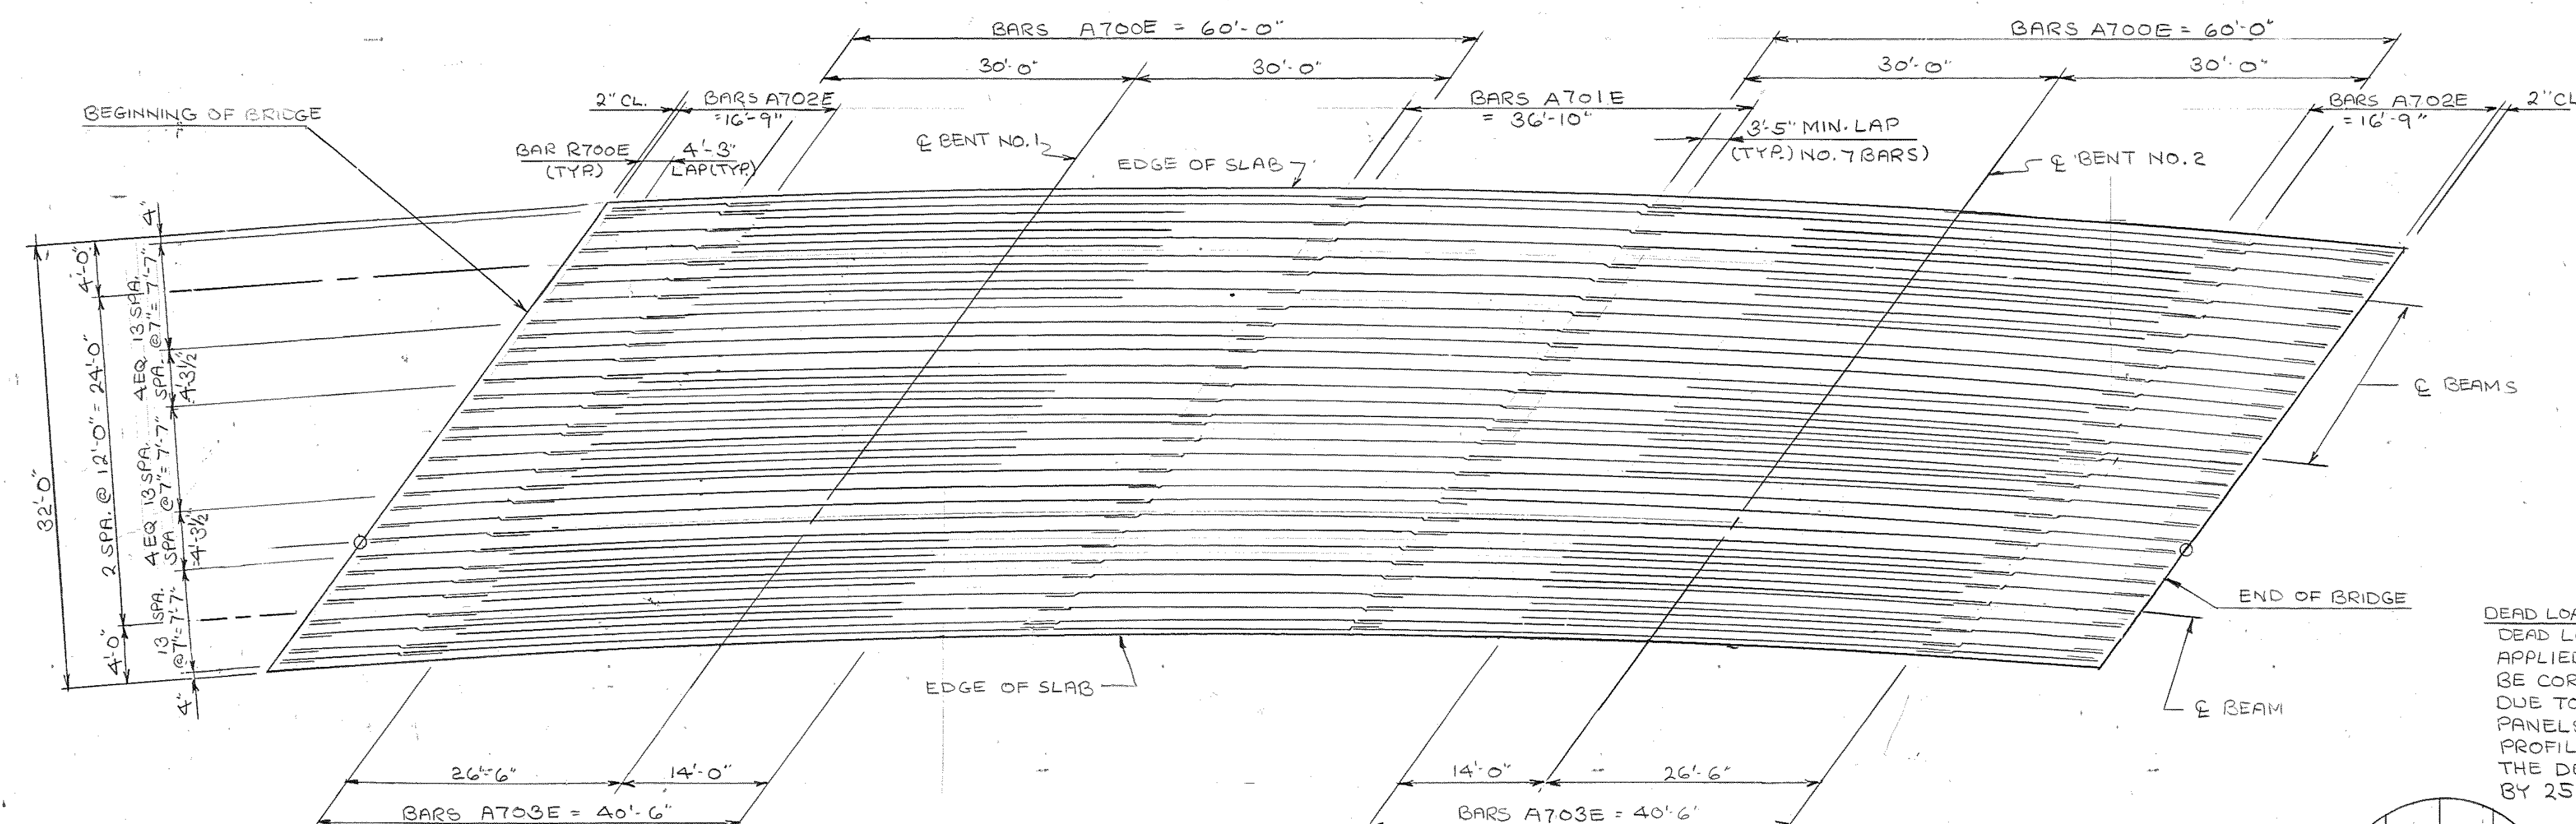 BARS A700E = 60'-0"
BARS A700E = 60'-0"
30'-0"
30'-0"
30'-0"
30'-0"
BEGINNING OF BRIDGE
2" CL.
BARS A702E
=16'-9"
BARS A701E
= 36'-10"
BARS A702E
=16'-9"
2" CL
BAR R700E
(TYP.)
4'-3"
LAP(TYP.)
℄ BENT NO. 1
EDGE OF SLAB
3'-5" MIN. LAP
(TYP.) NO. 7 BARS)
℄ BENT NO. 2
32'-0"
4'-0"
2 SPA. @ 12'-0" = 24'-0"
4'-0"
4"
13 SPA.
@7"= 7'-7"
4 EQ.
SPA.
4'-3½"
13 SPA.
@7"= 7'-7"
4 EQ
SPA
4'-3½"
13 SPA.
@7"= 7'-7"
4"
℄ BEAMS
END OF BRIDGE
℄ BEAM
EDGE OF SLAB
26'-6"
14'-0"
BARS A703E = 40'-6"
14'-0"
26'-6"
BARS A703E = 40'-6'
DEAD LOA
DEAD L
APPLIED
BE COR
DUE TO
PANELS
PROFIL
THE DE
BY 25